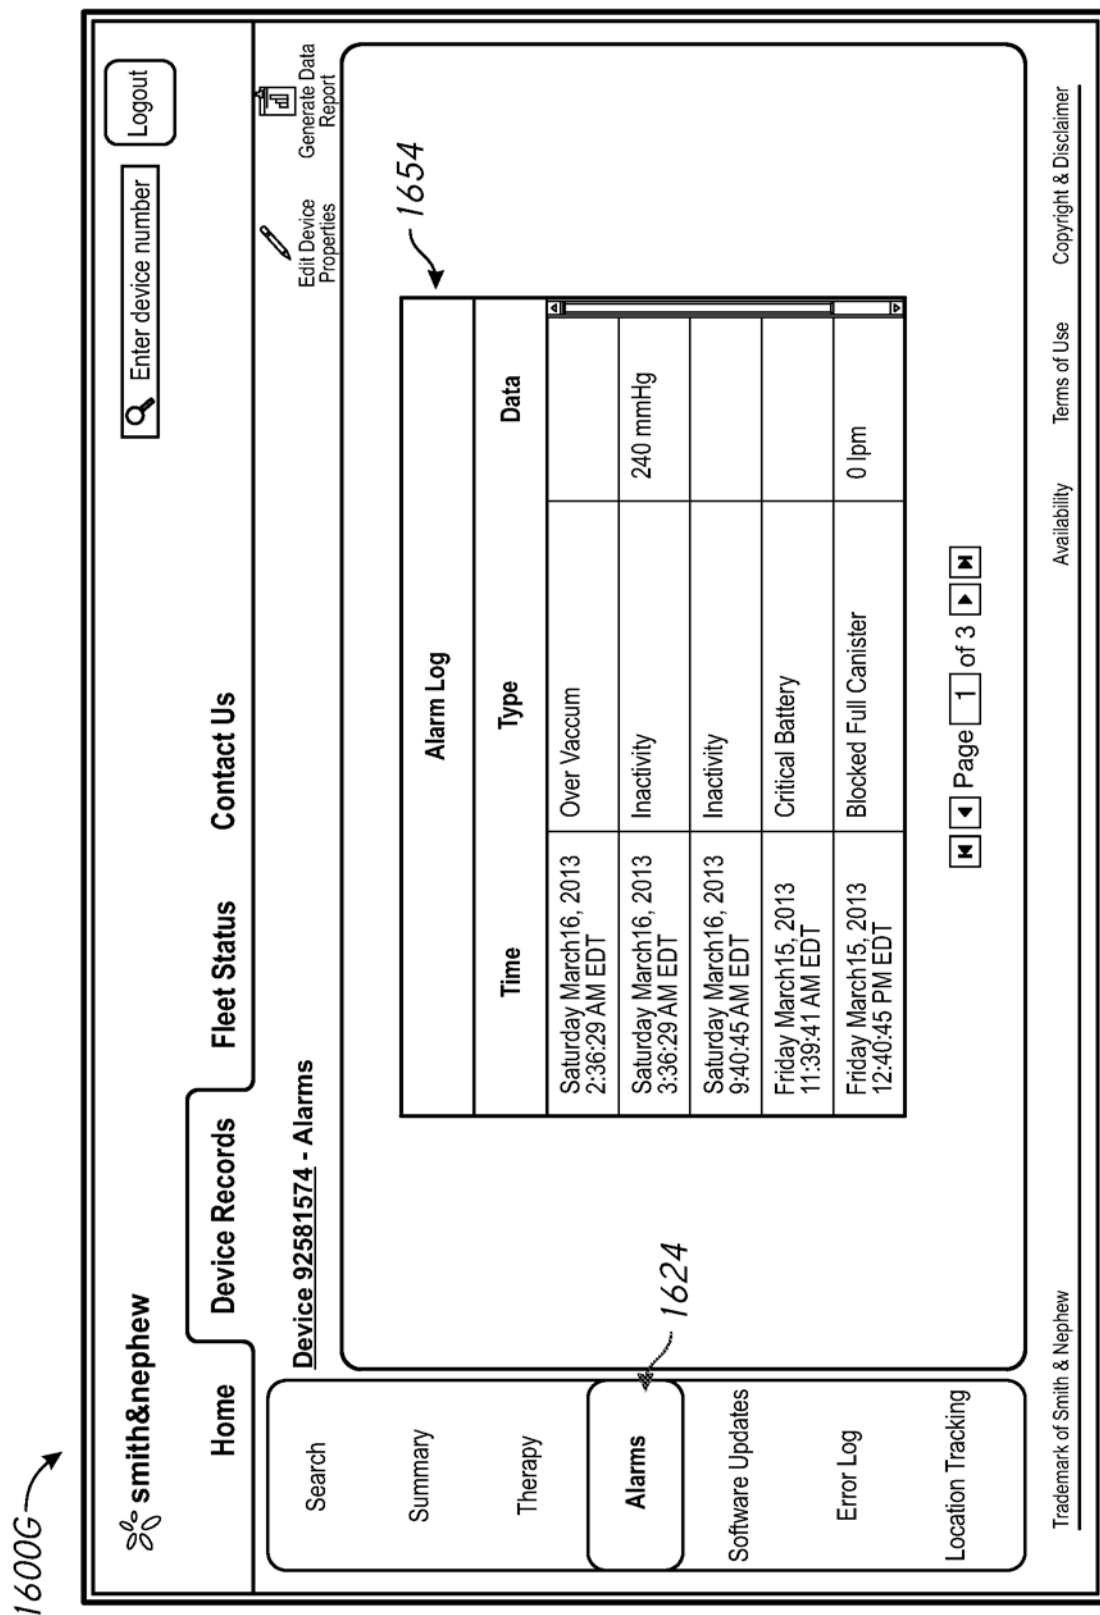 1600G
smith&nephew
Enter device number
Logout
Home
Device Records
Fleet Status
Contact Us
Device 92581574 - Alarms
Edit Device
Properties
Generate Data
Report
Search
Summary
Therapy
Alarms
Software Updates
Error Log
Location Tracking
1624
1654
Alarm Log
Time
Type
Data
Saturday March16, 2013
2:36:29 AM EDT
Over Vaccum
Saturday March16, 2013
3:36:29 AM EDT
Inactivity
240 mmHg
Saturday March16, 2013
9:40:45 AM EDT
Inactivity
Friday March15, 2013
11:39:41 AM EDT
Critical Battery
Friday March15, 2013
12:40:45 PM EDT
Blocked Full Canister
0 lpm
Page 1 of 3
Trademark of Smith & Nephew
Availability
Terms of Use
Copyright & Disclaimer